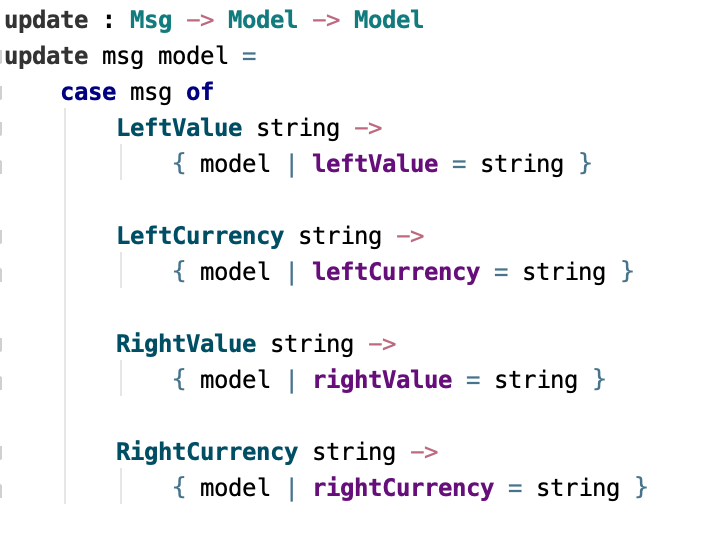 update : Msg -> Model -> Model
update msg model =
    case msg of
        LeftValue string ->
            { model | leftValue = string }

        LeftCurrency string ->
            { model | leftCurrency = string }

        RightValue string ->
            { model | rightValue = string }

        RightCurrency string ->
            { model | rightCurrency = string }